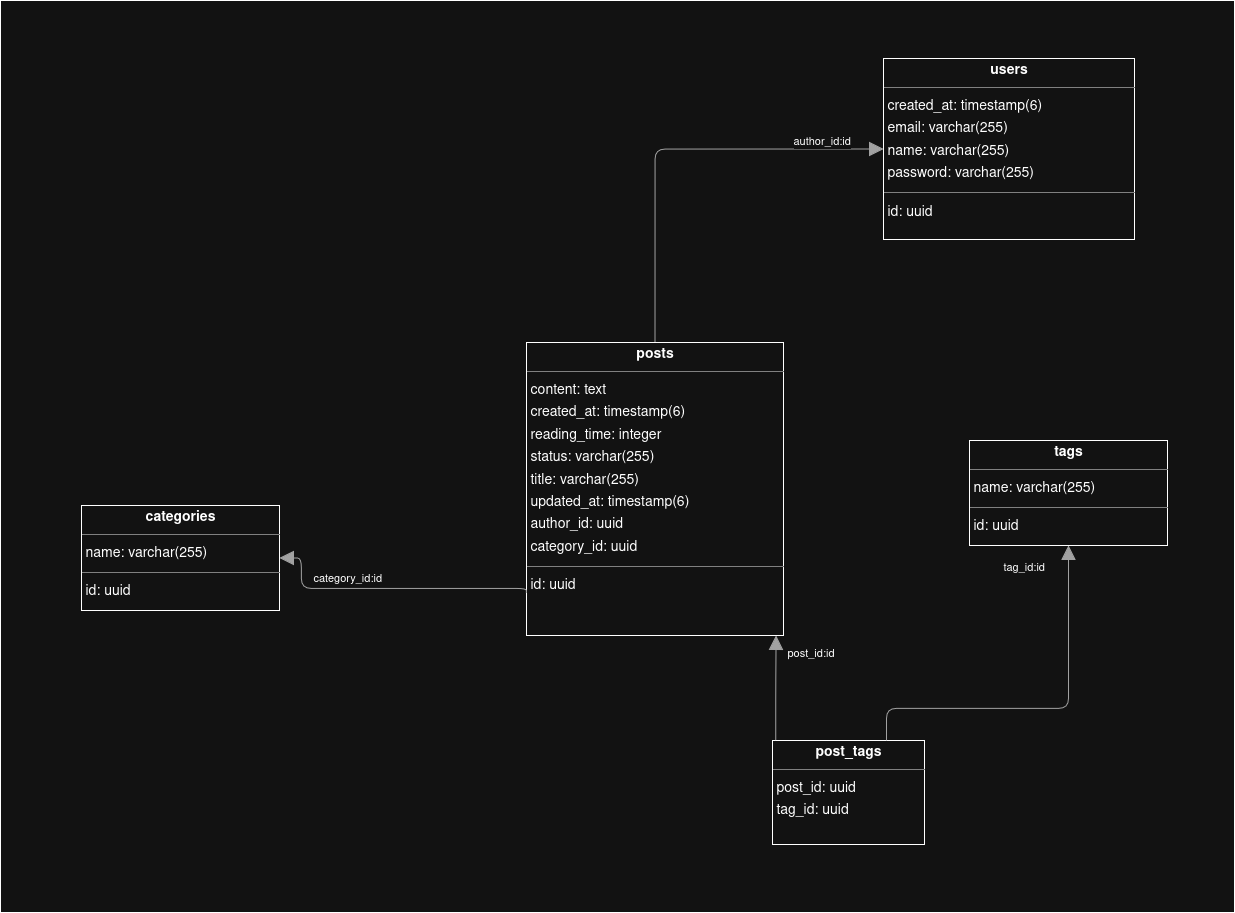 users
created_at: timestamp(6)
email: varchar(255)
name: varchar(255)
password: varchar(255)
id: uuid
author_id:id
posts
content: text
created_at: timestamp(6)
reading_time: integer
status: varchar(255)
title: varchar(255)
updated_at: timestamp(6)
author_id: uuid
category_id: uuid
id: uuid
tags
name: varchar(255)
id: uuid
tag_id:id
categories
name: varchar(255)
id: uuid
category_id:id
post_id:id
post_tags
post_id: uuid
tag_id: uuid